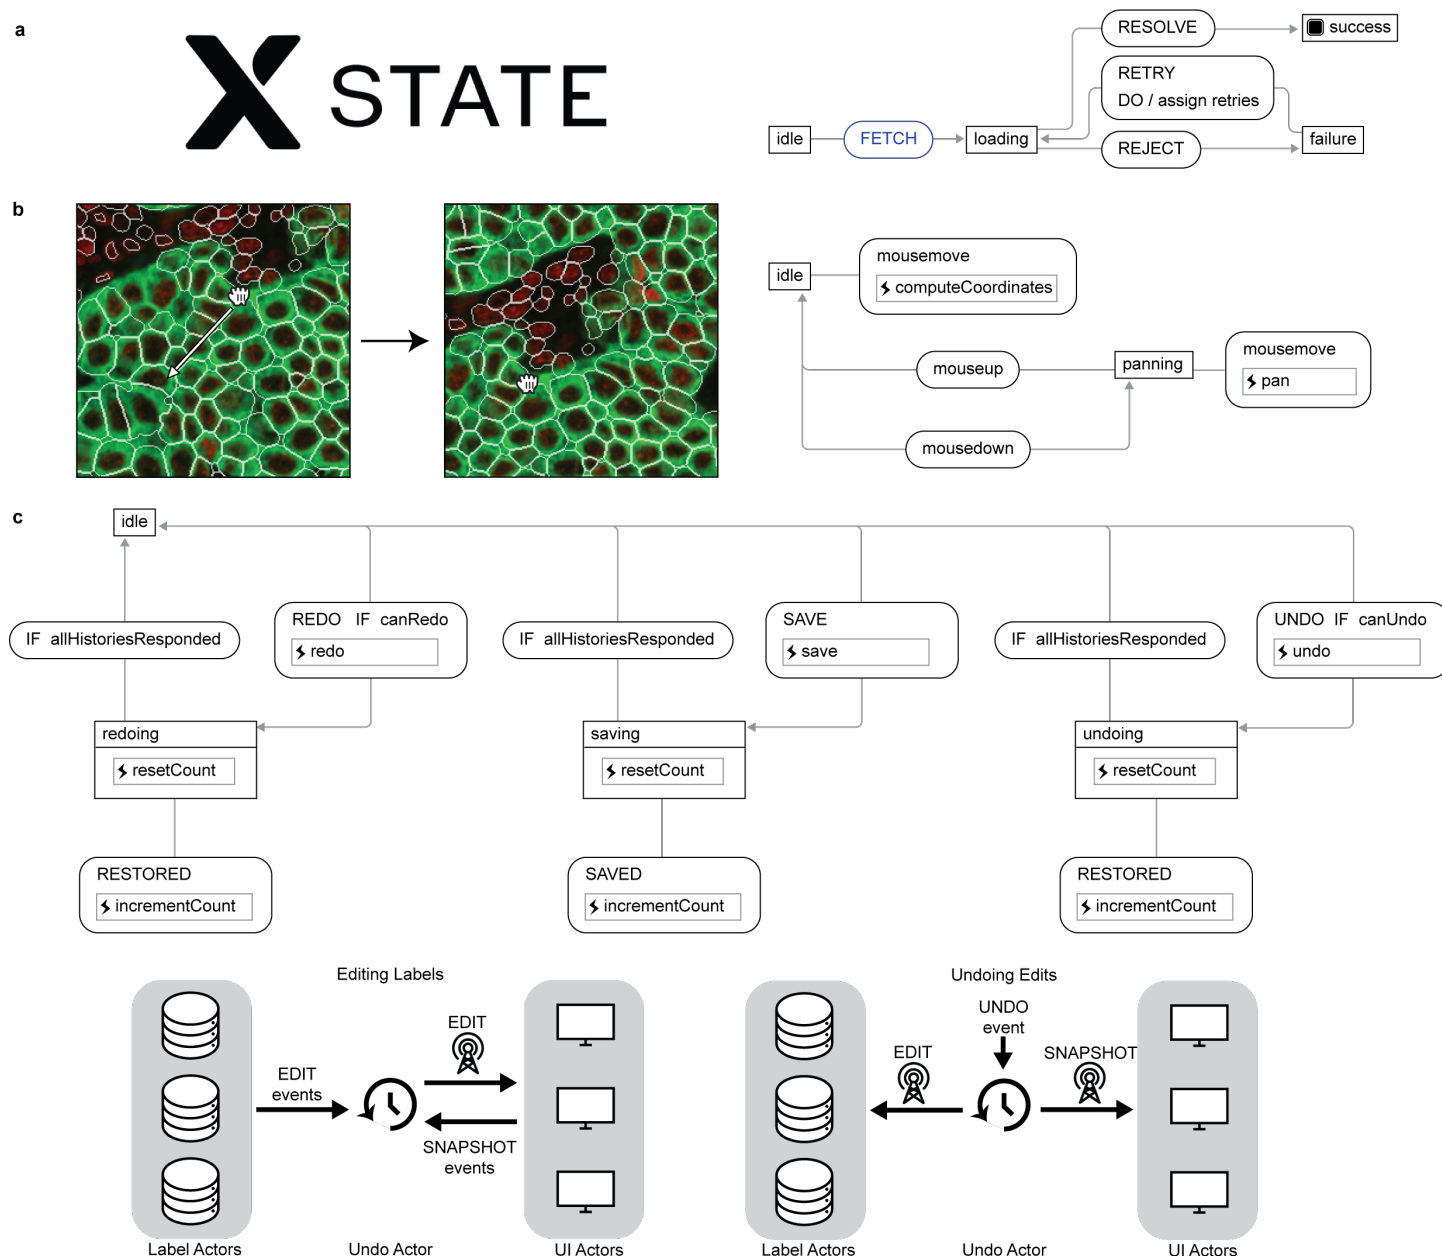 a
X STATE
RESOLVE
success
RETRY
DO / assign retries
idle
FETCH
loading
REJECT
failure
b
idle
mousemove
computeCoordinates
mouseup
panning
mousemove
pan
mousedown
c
idle
IF allHistoriesResponded
REDO IF canRedo
redo
IF allHistoriesResponded
SAVE
save
IF allHistoriesResponded
UNDO IF canUndo
undo
redoing
resetCount
saving
resetCount
undoing
resetCount
RESTORED
incrementCount
SAVED
incrementCount
RESTORED
incrementCount
Editing Labels
EDIT
events
EDIT
SNAPSHOT
events
Label Actors
Undo Actor
UI Actors
Undoing Edits
UNDO
event
EDIT
SNAPSHOT
Label Actors
Undo Actor
UI Actors